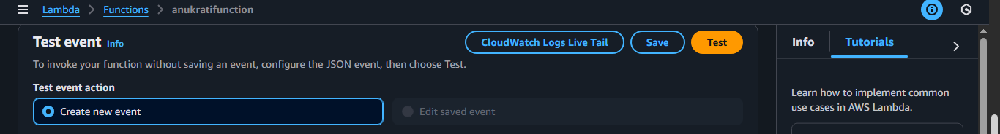 Lambda > Functions > anukratifunction
Test event Info
CloudWatch Logs Live Tail
Save
Test
To invoke your function without saving an event, configure the JSON event, then choose Test.
Test event action
Create new event
Edit saved event
Info
Tutorials
Learn how to implement common
use cases in AWS Lambda.